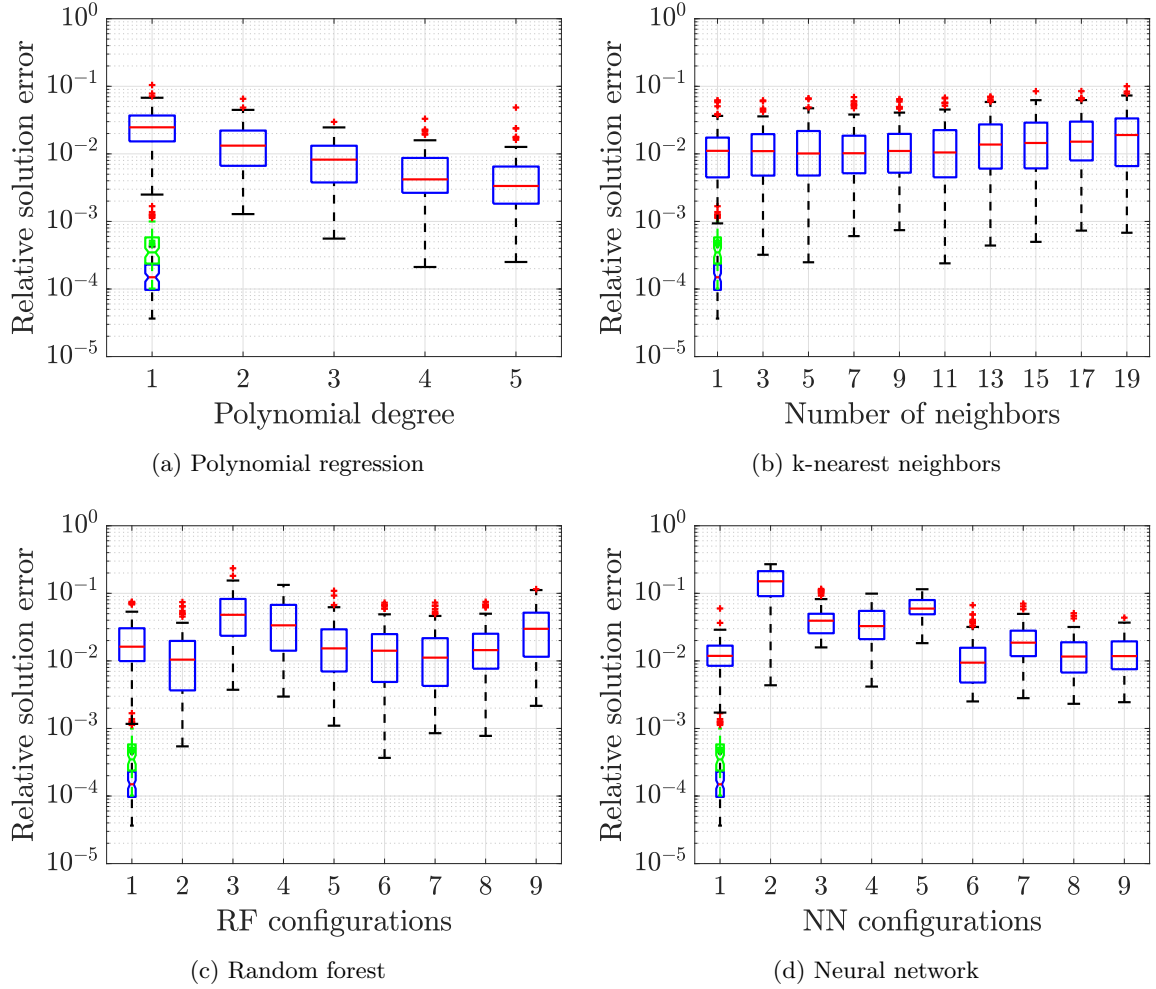 10^0
10^-1
10^-2
10^-3
10^-4
10^-5
Relative solution error
1 2 3 4 5
Polynomial degree
(a) Polynomial regression
10^0
10^-1
10^-2
10^-3
10^-4
10^-5
Relative solution error
1 3 5 7 9 11 13 15 17 19
Number of neighbors
(b) k-nearest neighbors
10^0
10^-1
10^-2
10^-3
10^-4
10^-5
Relative solution error
1 2 3 4 5 6 7 8 9
RF configurations
(c) Random forest
10^0
10^-1
10^-2
10^-3
10^-4
10^-5
Relative solution error
1 2 3 4 5 6 7 8 9
NN configurations
(d) Neural network